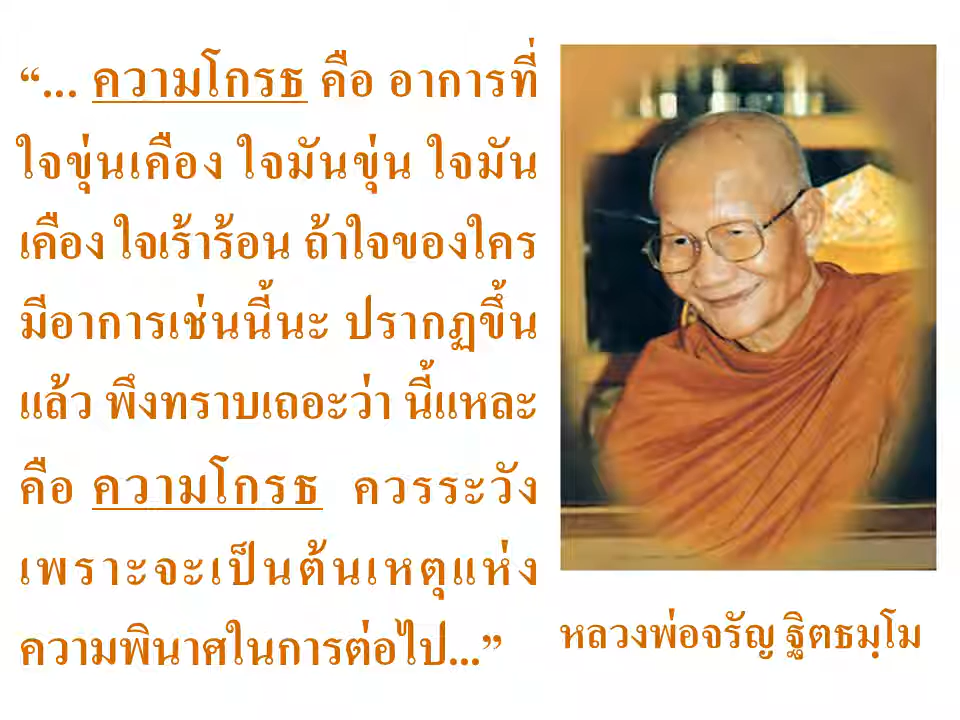 “... ความโกรธ คือ อาการที่
ใจขุ่นเคือง ใจมันขุ่น ใจมัน
เคือง ใจเร้าร้อน ถ้าใจของใคร
มีอาการเช่นนี้นะ ปรากฏขึ้น
แล้ว พึงทราบเถอะว่า นี้แหละ
คือ ความโกรธ ควรระวัง
เพราะจะเป็นต้นเหตุแห่ง
ความพินาศในการต่อไป...”
หลวงพ่อจรัญ ฐิตธมฺโม